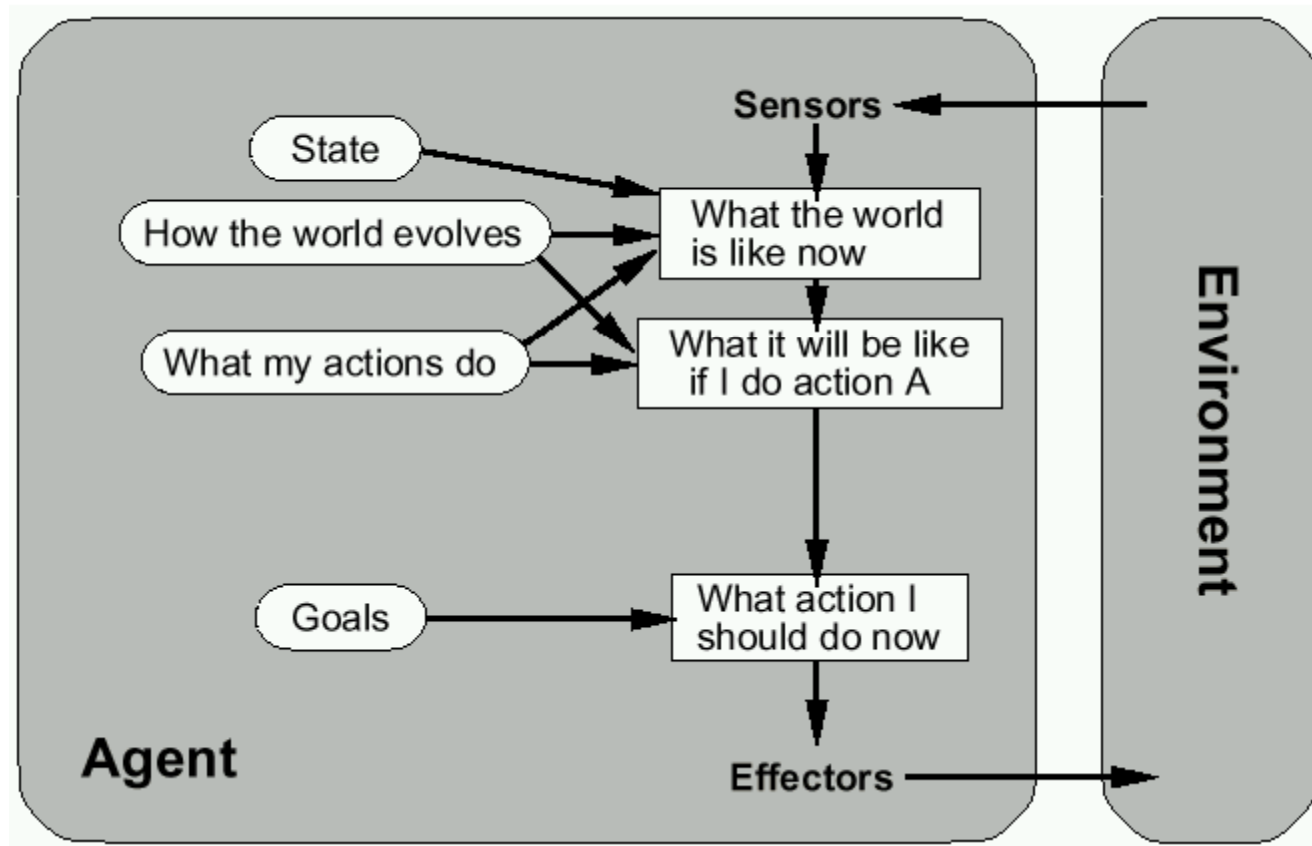 Sensors
State
What the world
is like now
How the world evolves
What my actions do
What it will be like
if I do action A
Goals
What action I
should do now
Agent
Effectors
Environment